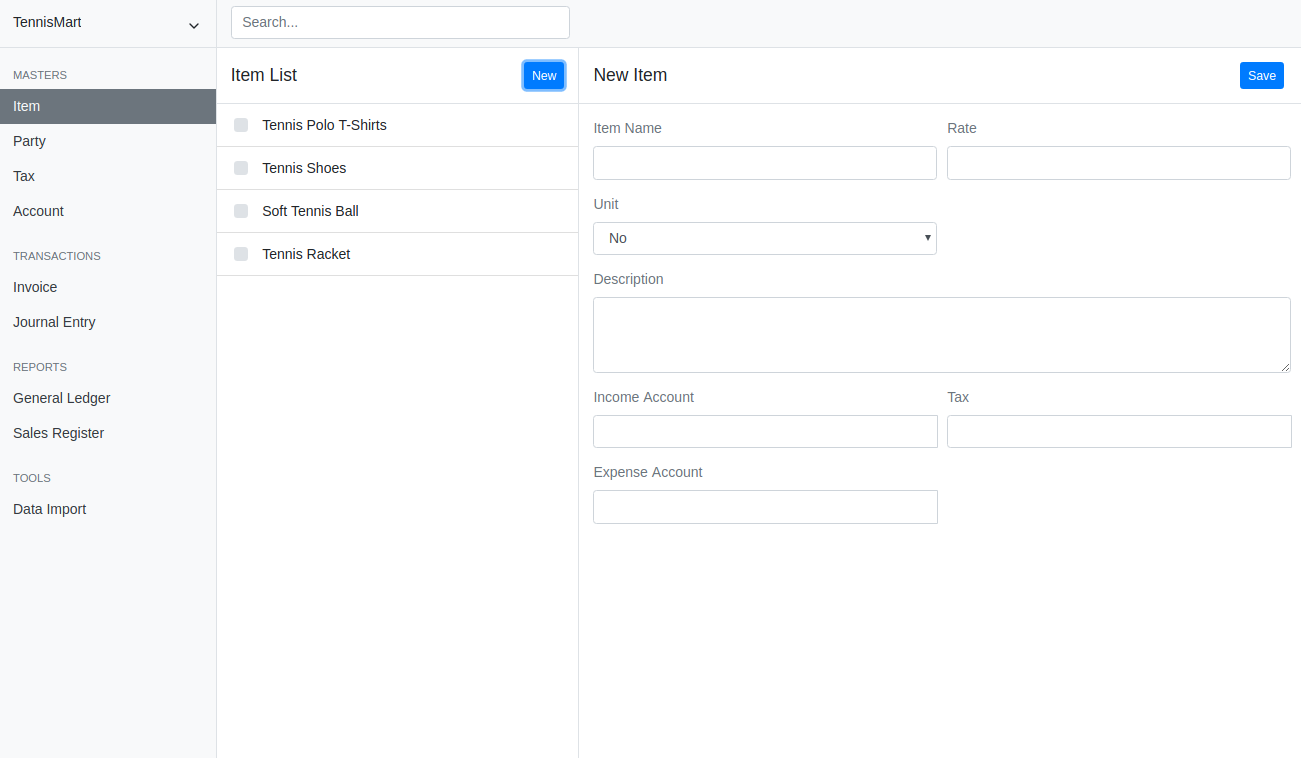 TennisMart
Search...
MASTERS
Item
Party
Tax
Account
TRANSACTIONS
Invoice
Journal Entry
REPORTS
General Ledger
Sales Register
TOOLS
Data Import
Item List
New
Tennis Polo T-Shirts
Tennis Shoes
Soft Tennis Ball
Tennis Racket
New Item
Save
Item Name
Rate
Unit
No
Description
Income Account
Tax
Expense Account